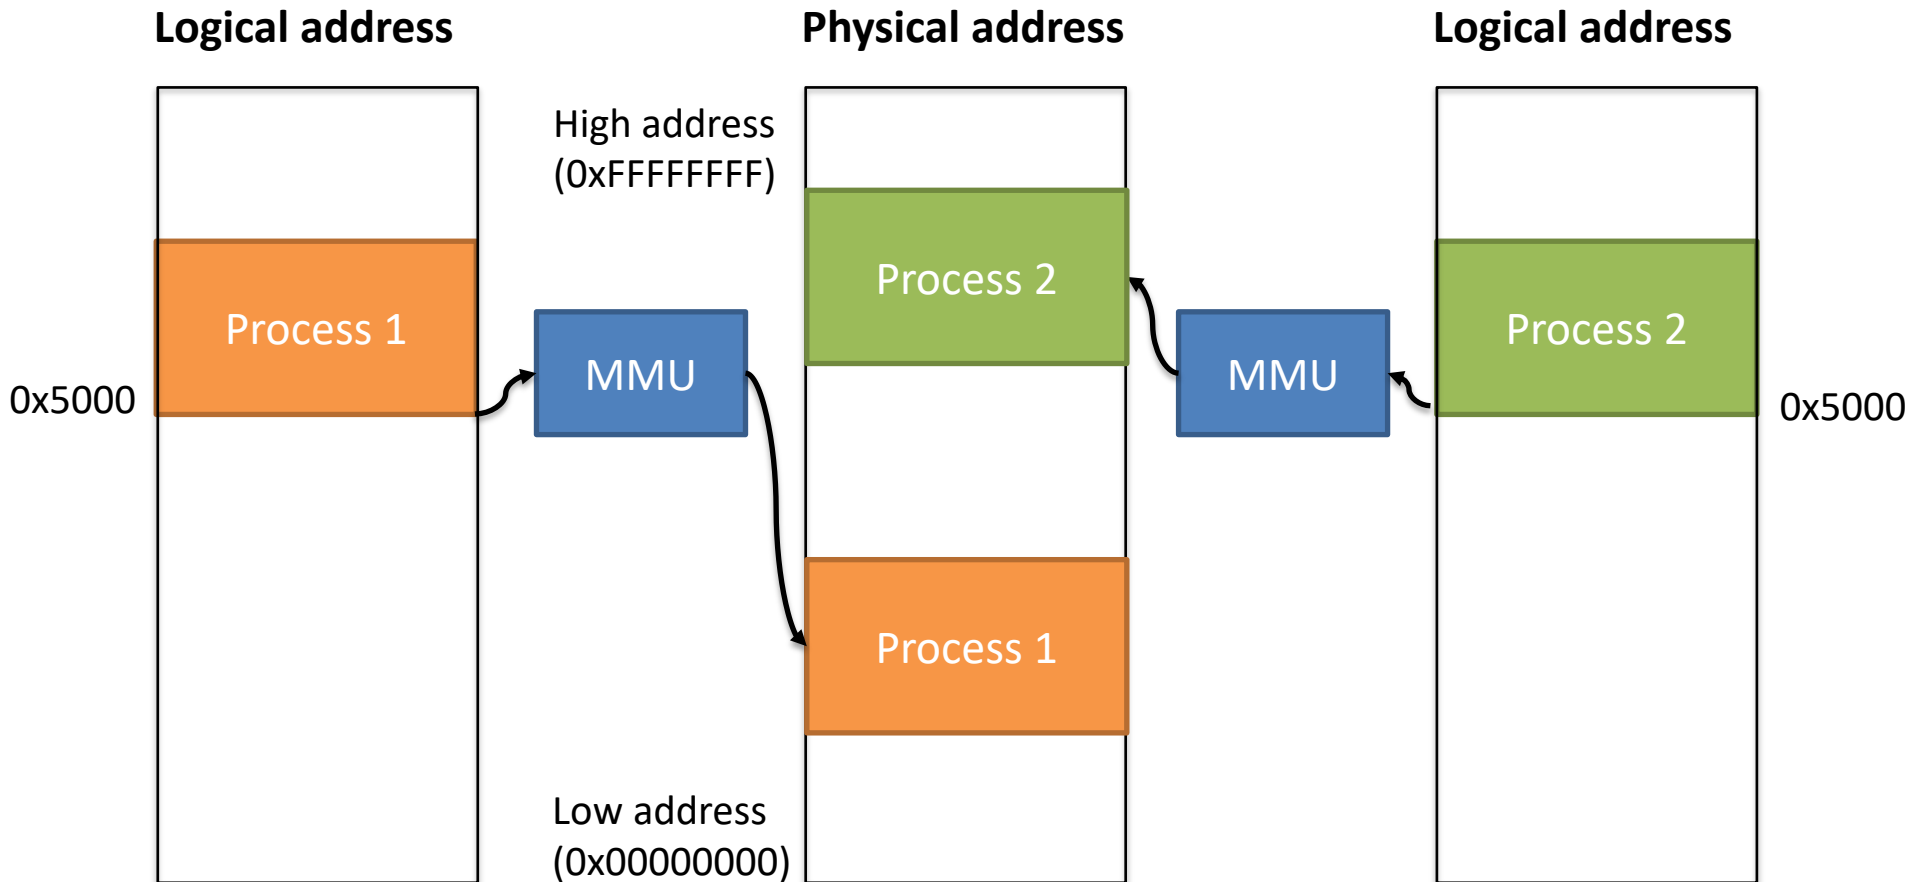 Logical address
Physical address
Logical address
High address
(0xFFFFFFFF)
Process 2
Process 1
Process 2
MMU
MMU
0x5000
0x5000
Process 1
Low address
(0x00000000)